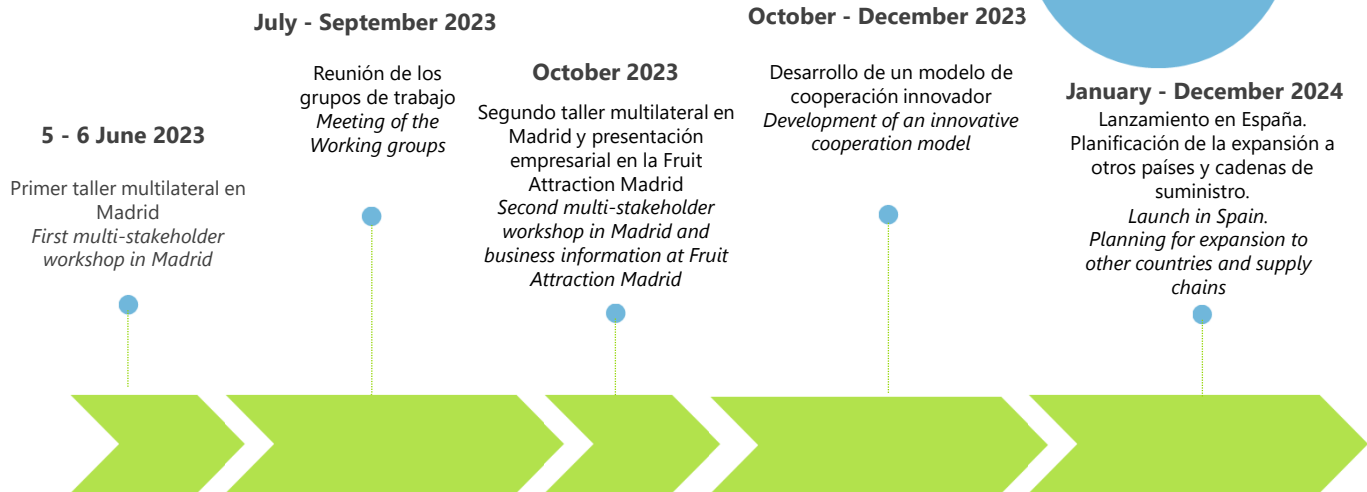 5 - 6 June 2023
Primer taller multilateral en
Madrid
First multi-stakeholder
workshop in Madrid
July - September 2023
Reunión de los
grupos de trabajo
Meeting of the
Working groups
October 2023
Segundo taller multilateral en
Madrid y presentación
empresarial en la Fruit
Attraction Madrid
Second multi-stakeholder
workshop in Madrid and
business information at Fruit
Attraction Madrid
October - December 2023
Desarrollo de un modelo de
cooperación innovador
Development of an innovative
cooperation model
January - December 2024
Lanzamiento en España.
Planificación de la expansión a
otros países y cadenas de
suministro.
Launch in Spain.
Planning for expansion to
other countries and supply
chains